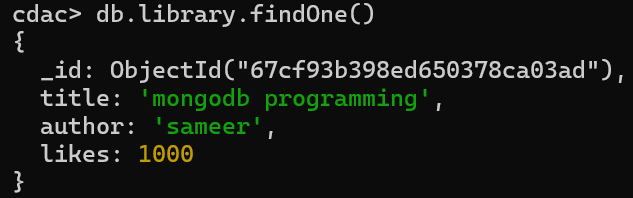 cdac> db.library.findOne()
{
  _id: ObjectId("67cf93b398ed650378ca03ad"),
  title: 'mongodb programming',
  author: 'sameer',
  likes: 1000
}